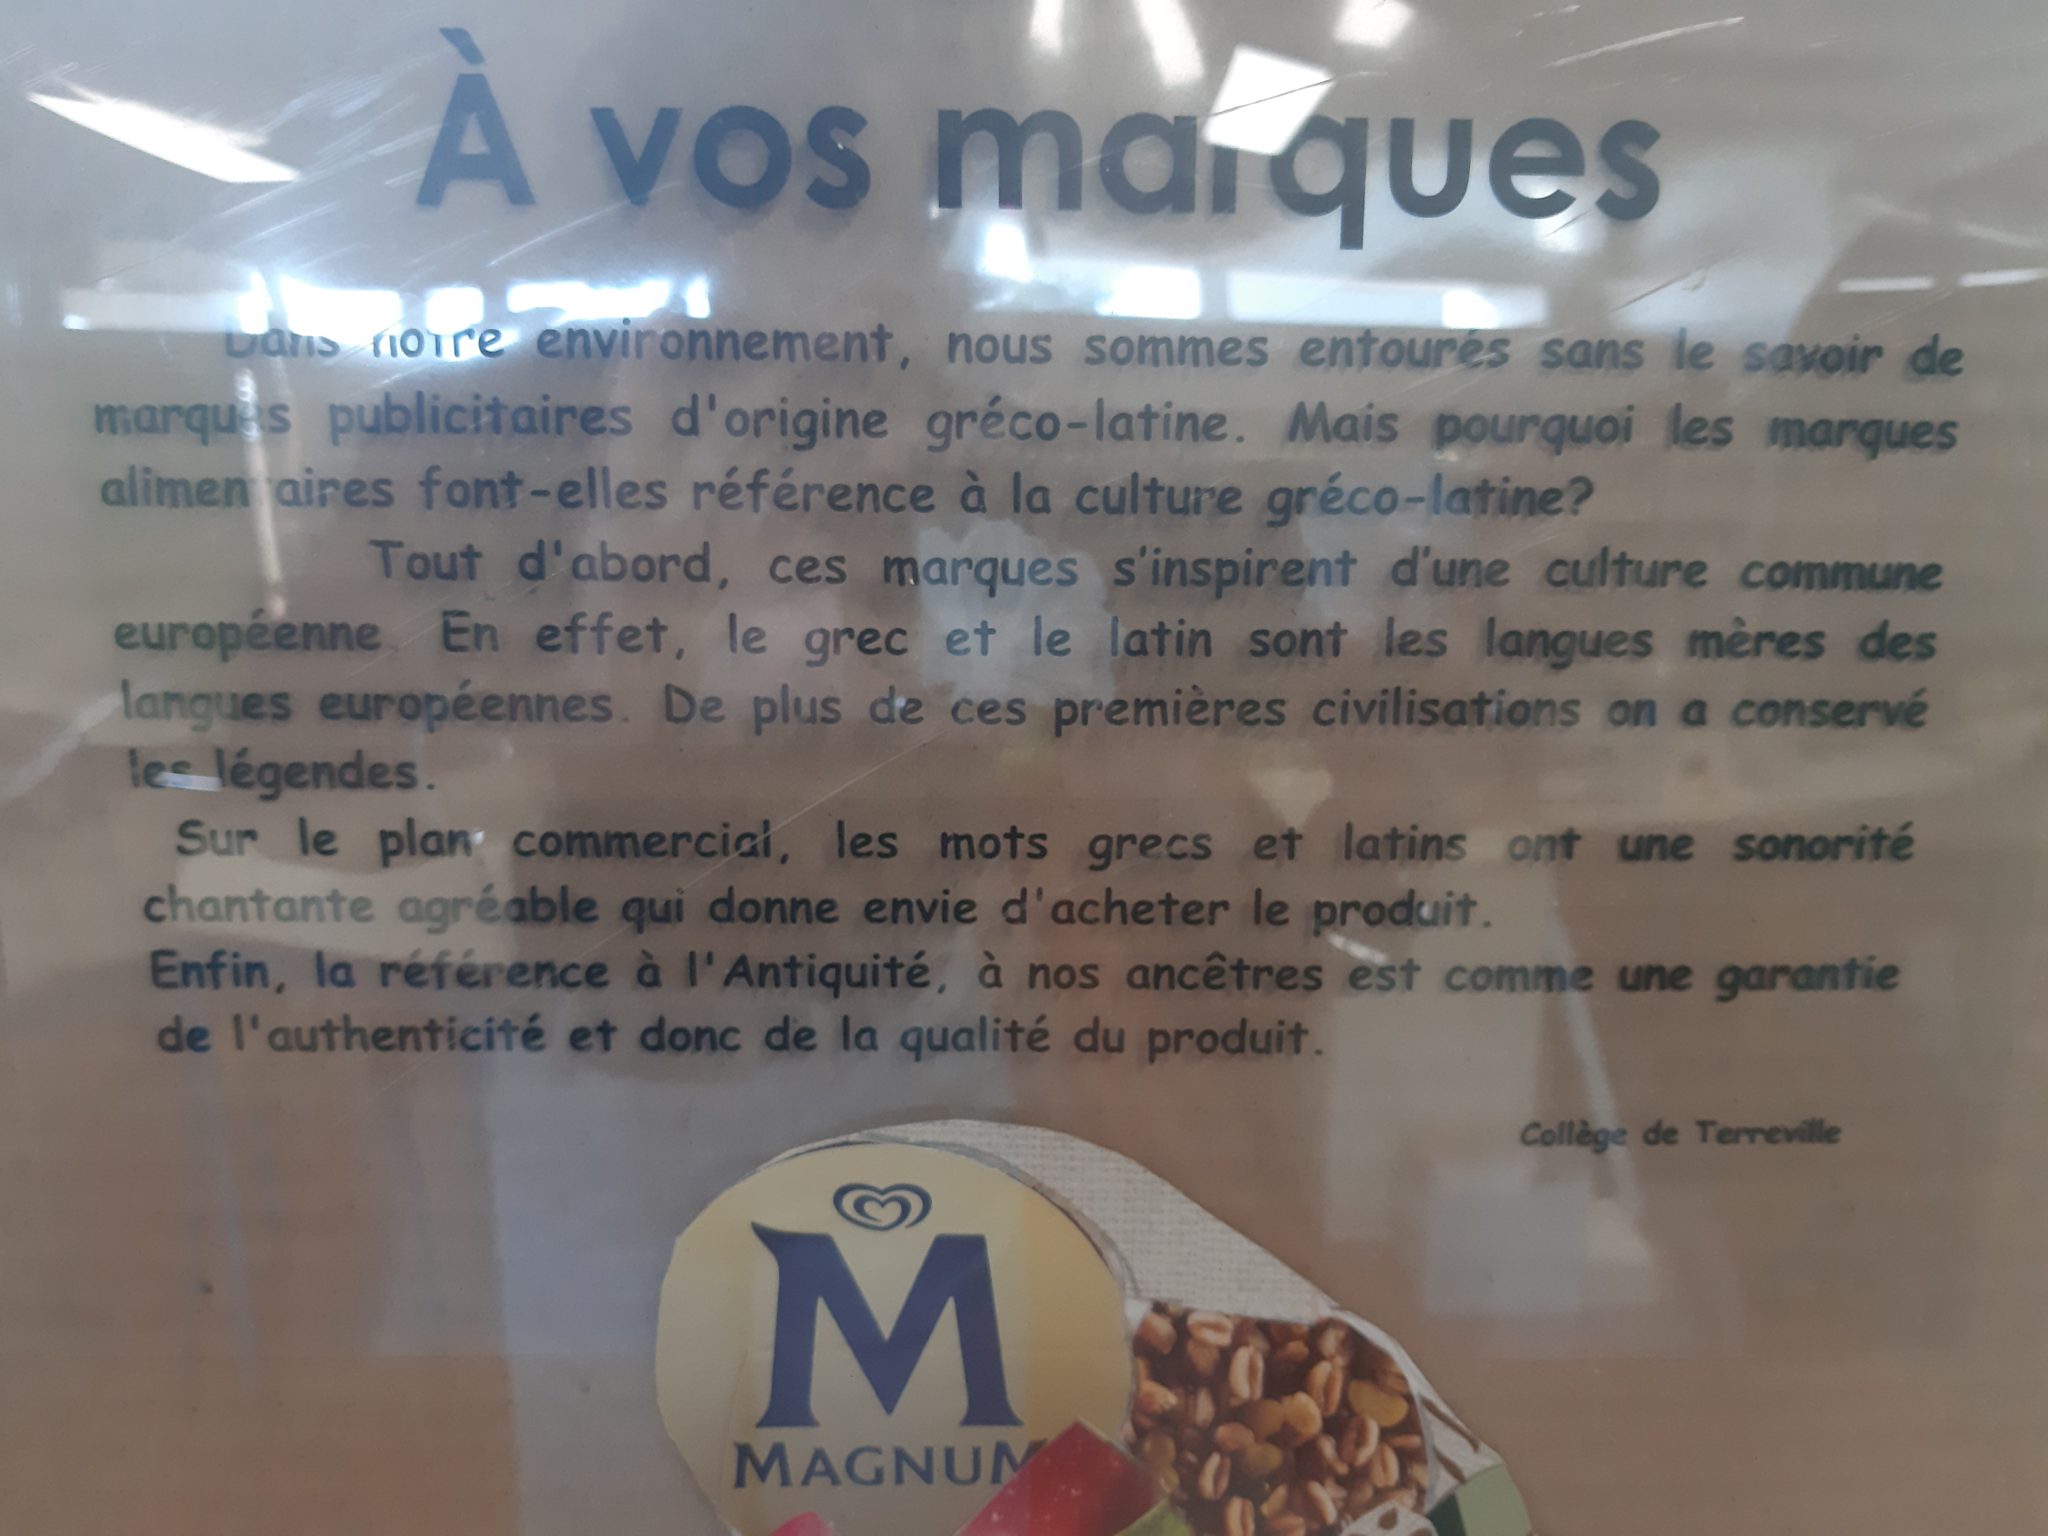 À vos marques
Dans notre environnement, nous sommes entourés sans le savoir de
marques publicitaires d'origine gréco-latine. Mais pourquoi les marques
alimentaires font-elles référence à la culture gréco-latine?
Tout d'abord, ces marques s'inspirent d'une culture commune
européenne. En effet, le grec et le latin sont les langues mères des
langues européennes. De plus de ces premières civilisations on a conservé
les légendes.
Sur le plan commercial, les mots grecs et latins ont une sonorité
chantante agréable qui donne envie d'acheter le produit.
Enfin, la référence à l'Antiquité, à nos ancêtres est comme une garantie
de l'authenticité et donc de la qualité du produit.
Collège de Terreville
M
MAGNUM